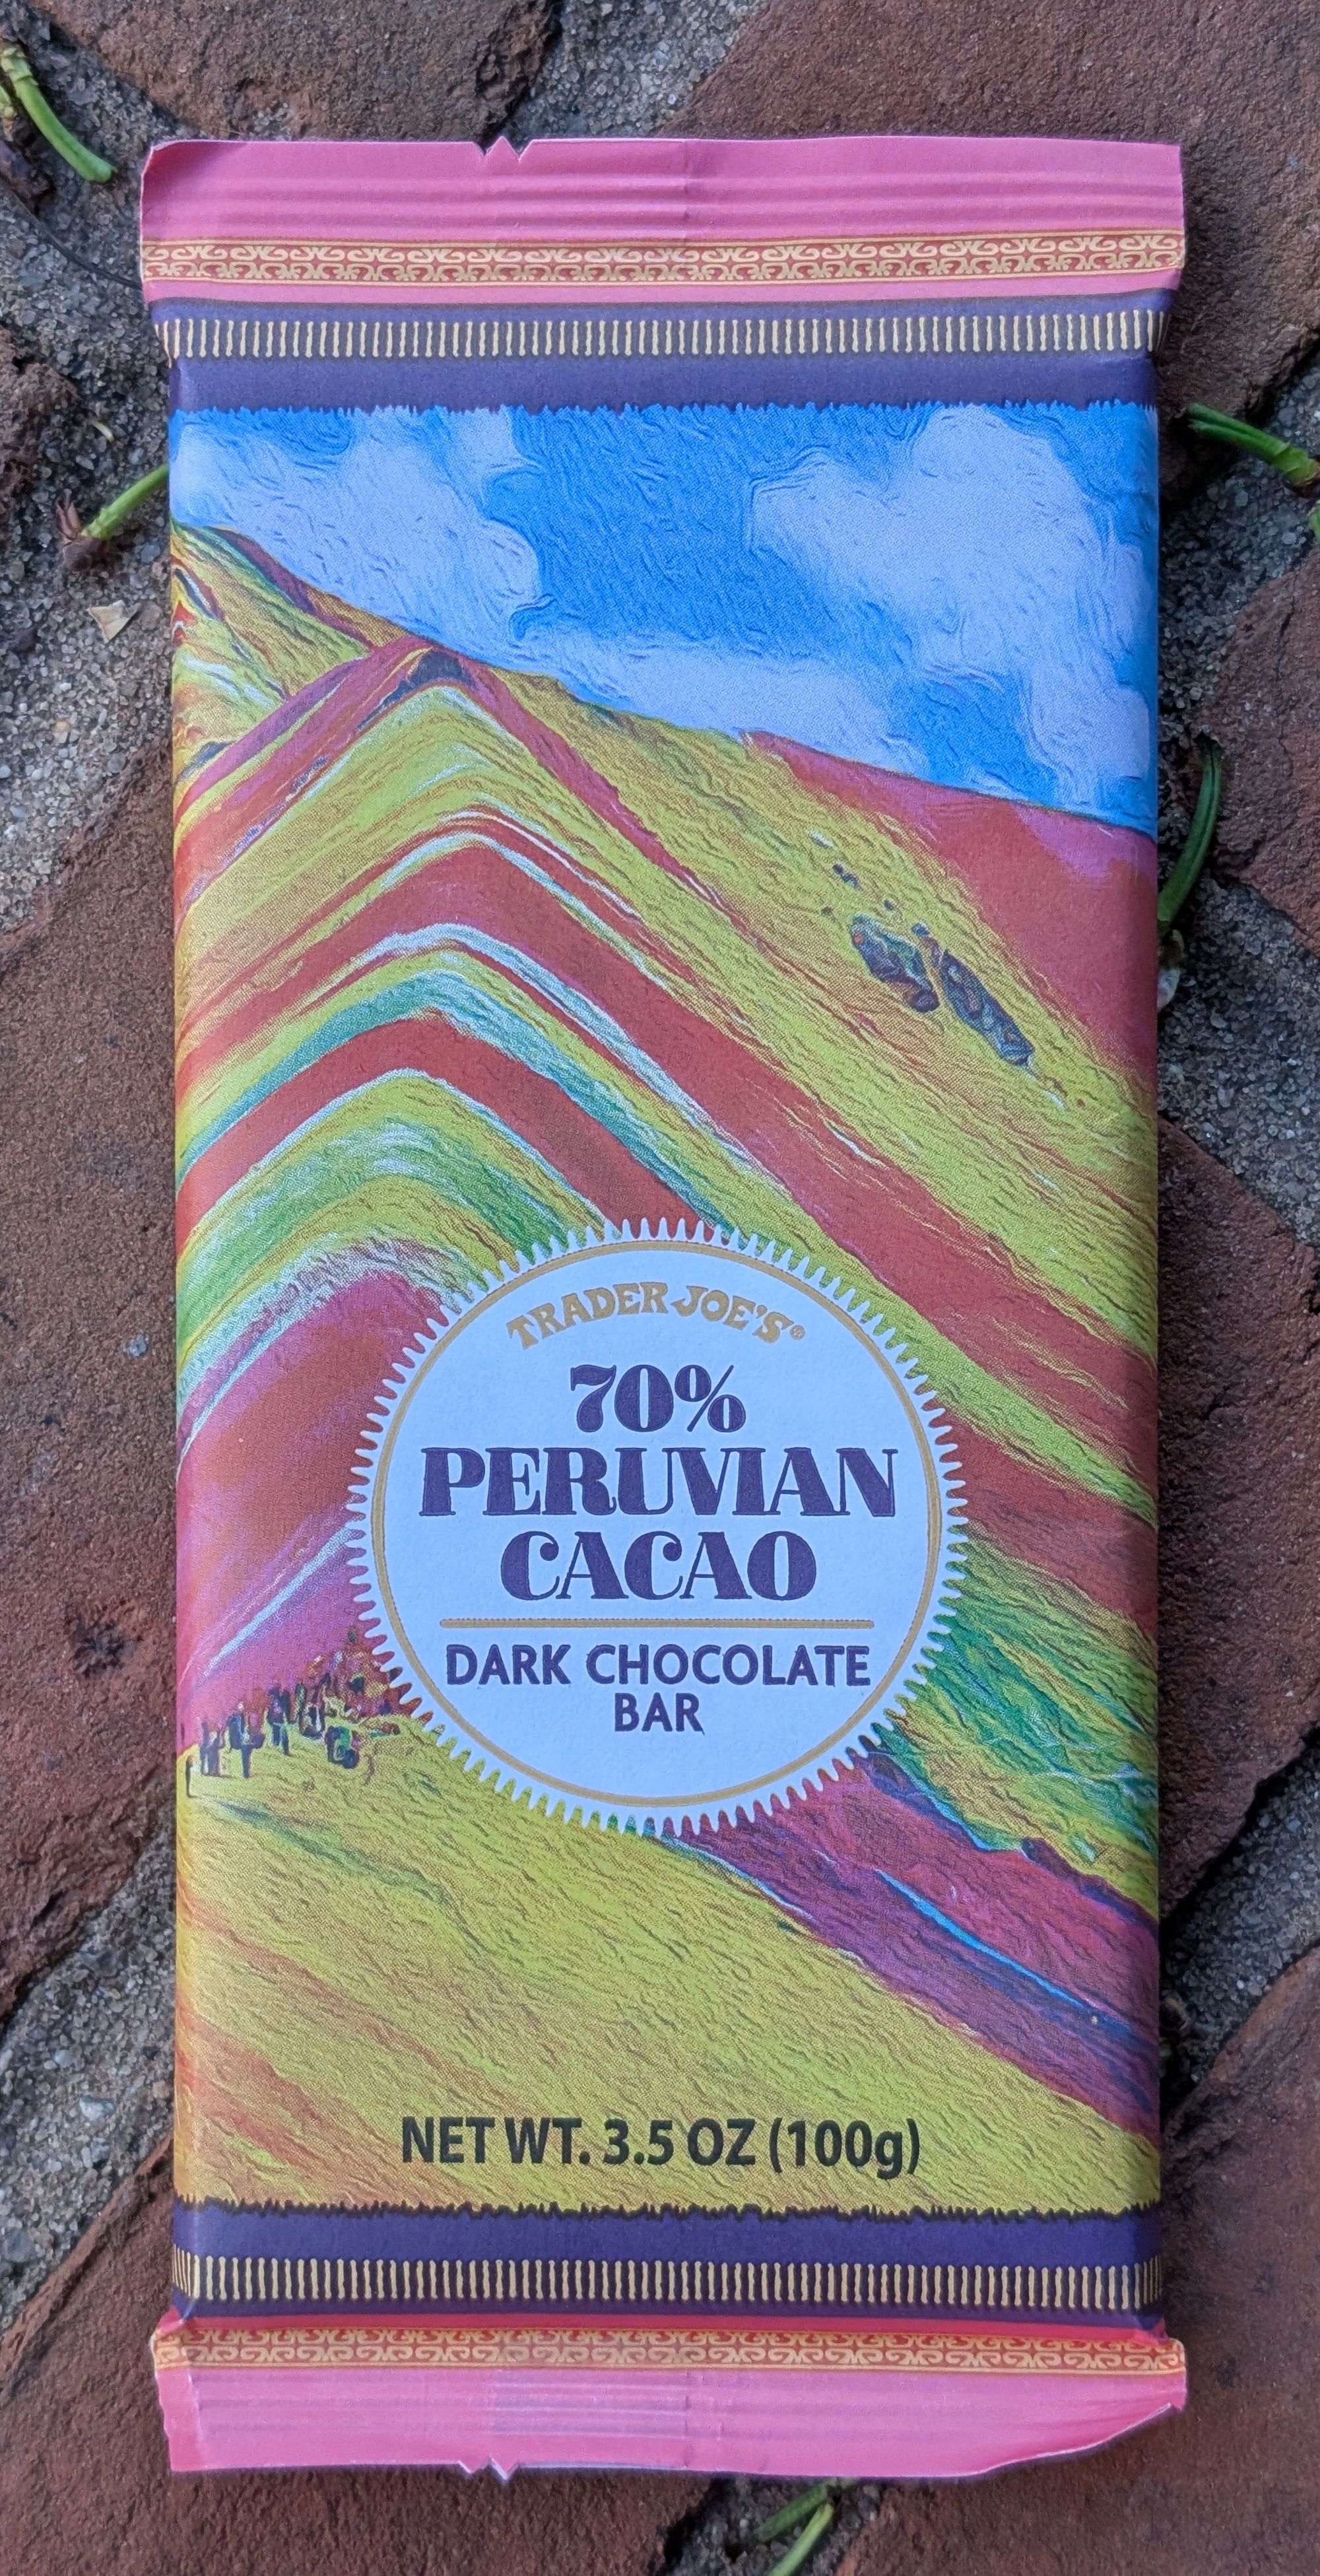 TRADER JOE'S®
70%
PERUVIAN
CACAO
DARK CHOCOLATE
BAR
NET WT. 3.5 OZ (100g)